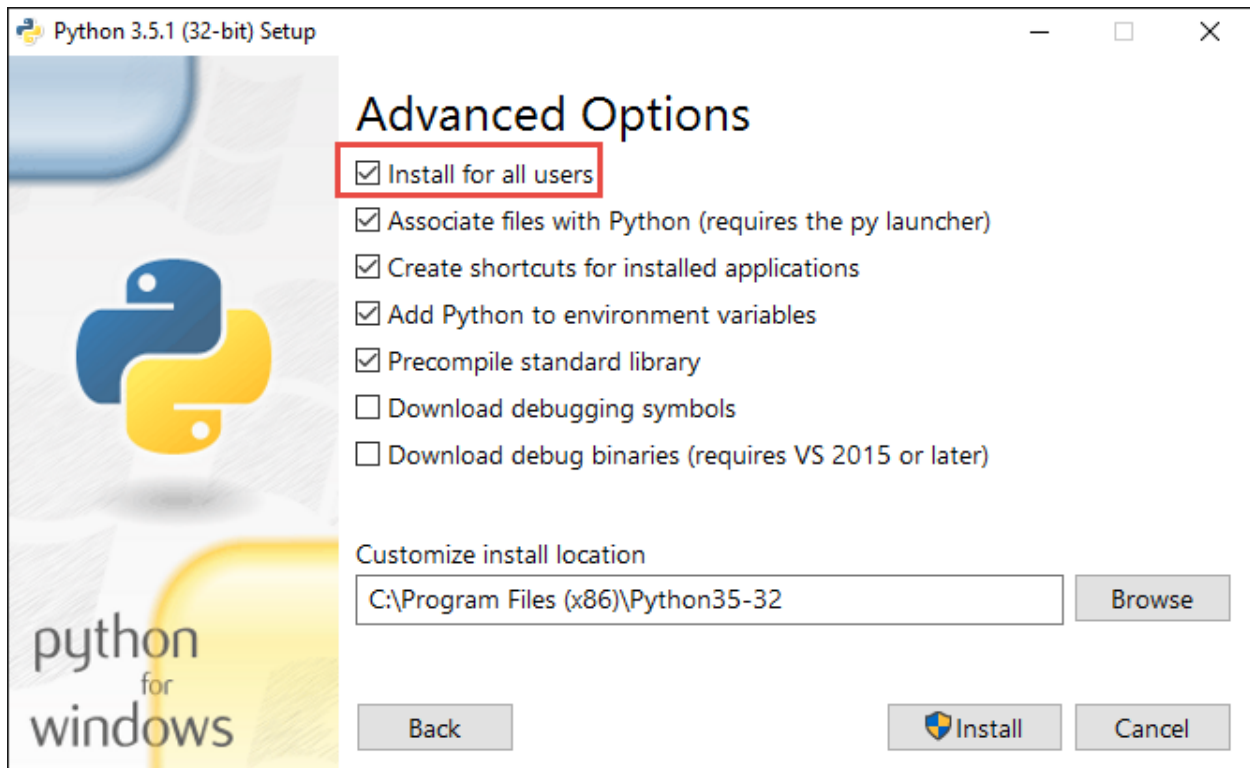 Python 3.5.1 (32-bit) Setup
Advanced Options
Install for all users
Associate files with Python (requires the py launcher)
Create shortcuts for installed applications
Add Python to environment variables
Precompile standard library
Download debugging symbols
Download debug binaries (requires VS 2015 or later)
Customize install location
C:\Program Files (x86)\Python35-32
Browse
python
for
windows
Back
Install
Cancel